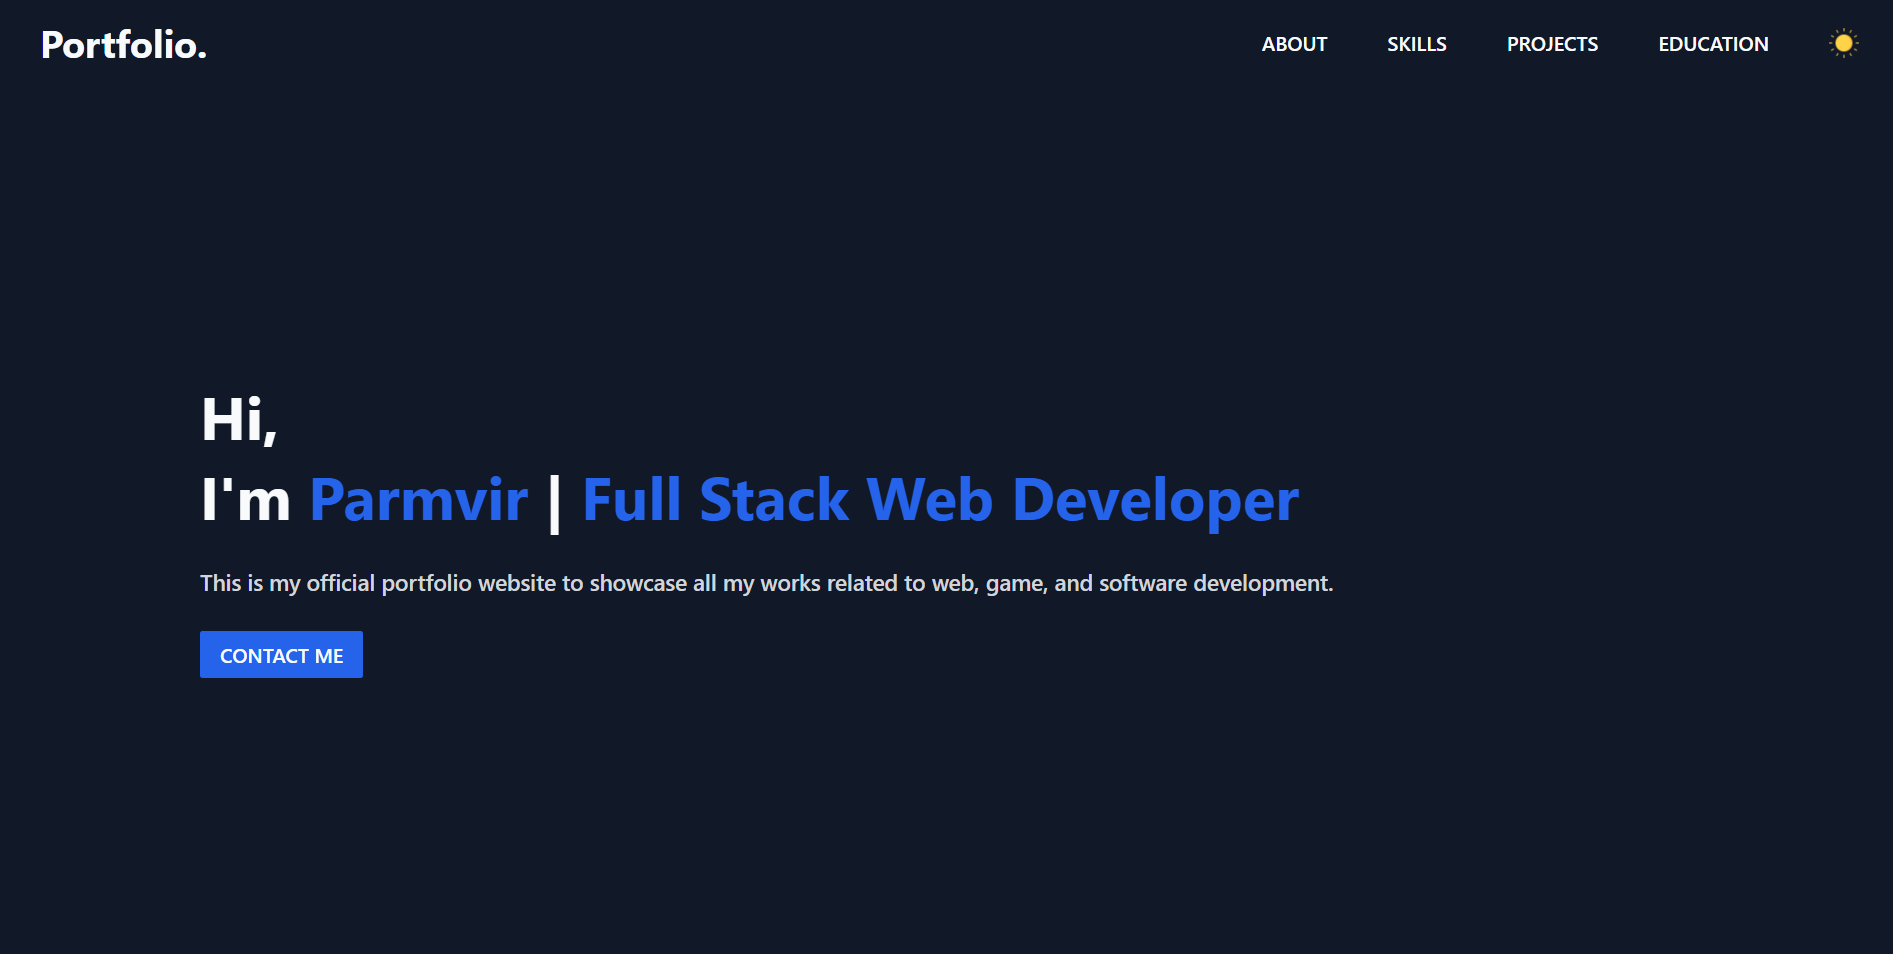 Portfolio.
ABOUT SKILLS PROJECTS EDUCATION
Hi,
I'm Parmvir | Full Stack Web Developer
This is my official portfolio website to showcase all my works related to web, game, and software development.
CONTACT ME